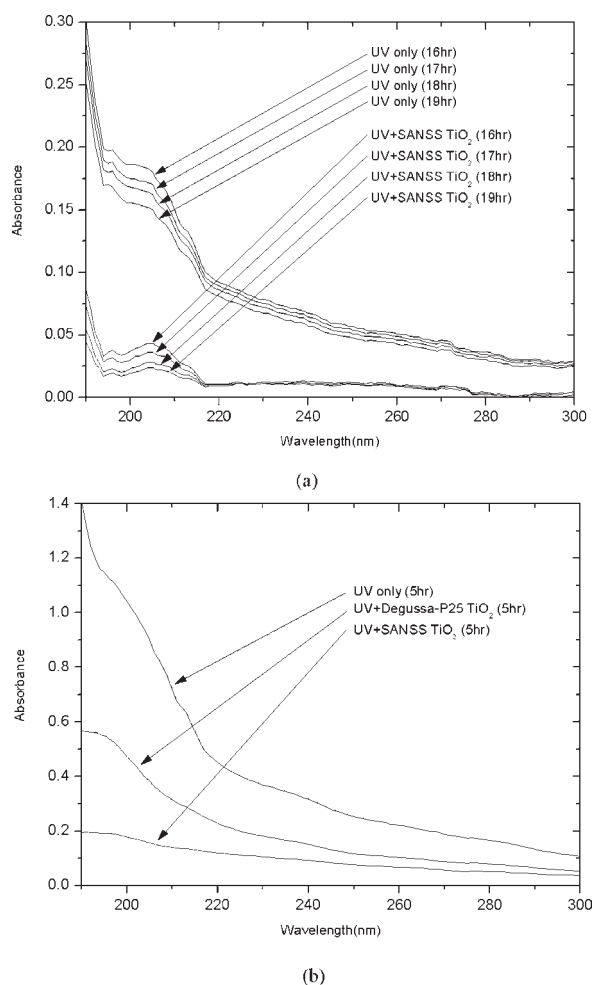 0.30
0.25
0.20
0.15
0.10
0.05
0.00
Absorbance
UV only (16hr)
UV only (17hr)
UV only (18hr)
UV only (19hr)
UV+SANSS TiO2 (16hr)
UV+SANSS TiO2 (17hr)
UV+SANSS TiO2 (18hr)
UV+SANSS TiO2 (19hr)
200 220 240 260 280 300
Wavelength(nm)
(a)
1.4
1.2
1.0
0.8
0.6
0.4
0.2
0.0
Absorbance
UV only (5hr)
UV+Degussa-P25 TiO2 (5hr)
UV+SANSS TiO2 (5hr)
200 220 240 260 280 300
Wavelength(nm)
(b)